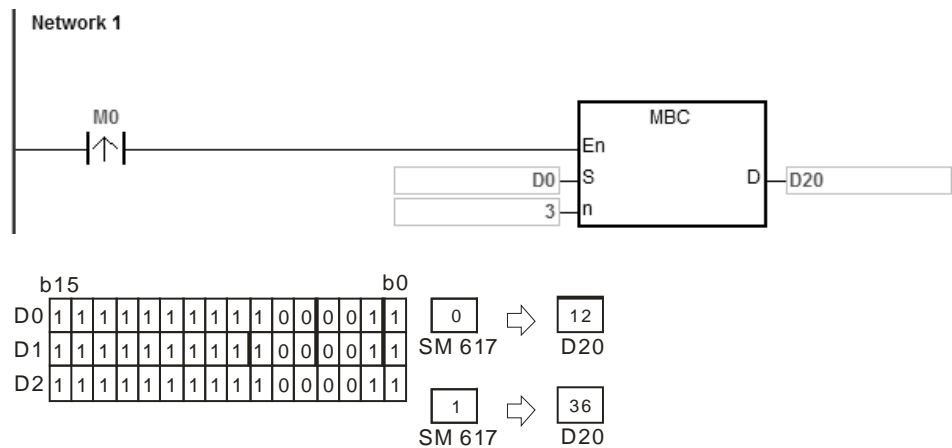 Network 1
M0
MBC
En
D0 S D D20
3 n
b15 b0
D0 1 1 1 1 1 1 1 1 1 1 0 0 0 0 1 1 0 12
D1 1 1 1 1 1 1 1 1 1 1 0 0 0 0 1 1 SM 617 D20
D2 1 1 1 1 1 1 1 1 1 1 0 0 0 0 1 1
1 36
SM 617 D20